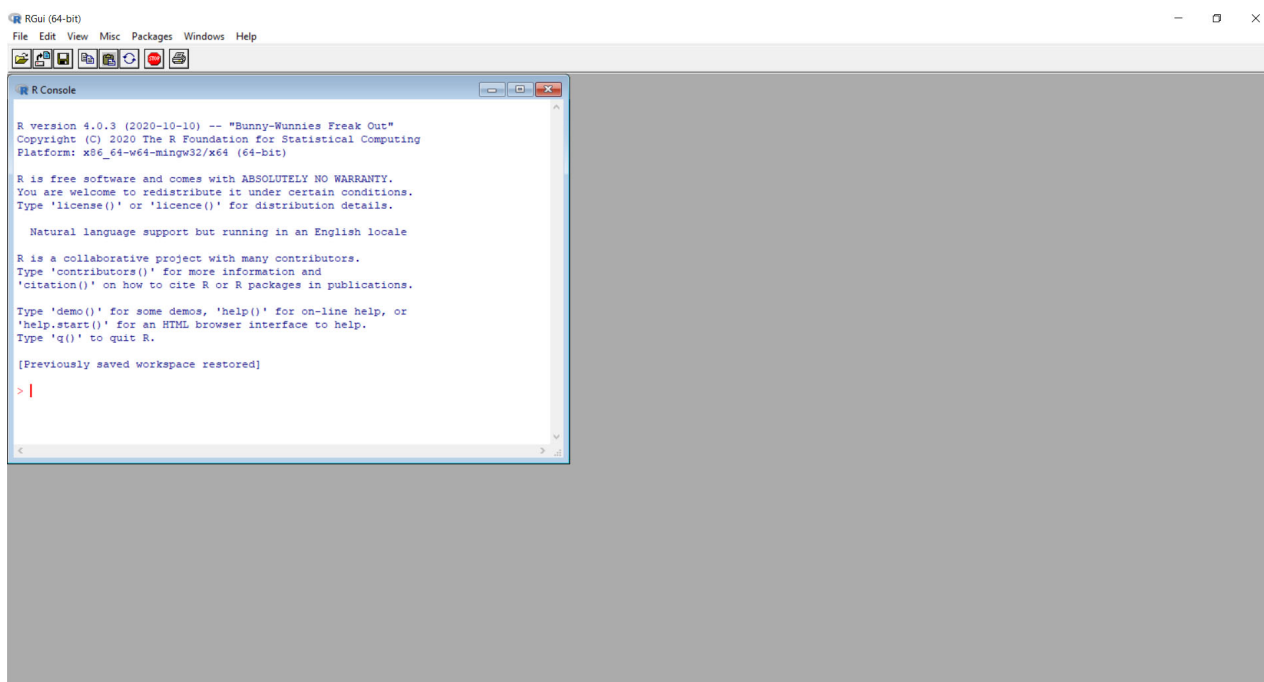 RGui (64-bit)
File Edit View Misc Packages Windows Help
STOP
R Console
R version 4.0.3 (2020-10-10) -- "Bunny-Wunnies Freak Out"
Copyright (C) 2020 The R Foundation for Statistical Computing
Platform: x86_64-w64-mingw32/x64 (64-bit)
R is free software and comes with ABSOLUTELY NO WARRANTY.
You are welcome to redistribute it under certain conditions.
Type 'license()' or 'licence()' for distribution details.
Natural language support but running in an English locale
R is a collaborative project with many contributors.
Type 'contributors()' for more information and
'citation()' on how to cite R or R packages in publications.
Type 'demo()' for some demos, 'help()' for on-line help, or
'help.start()' for an HTML browser interface to help.
Type 'q()' to quit R.
[Previously saved workspace restored]
>